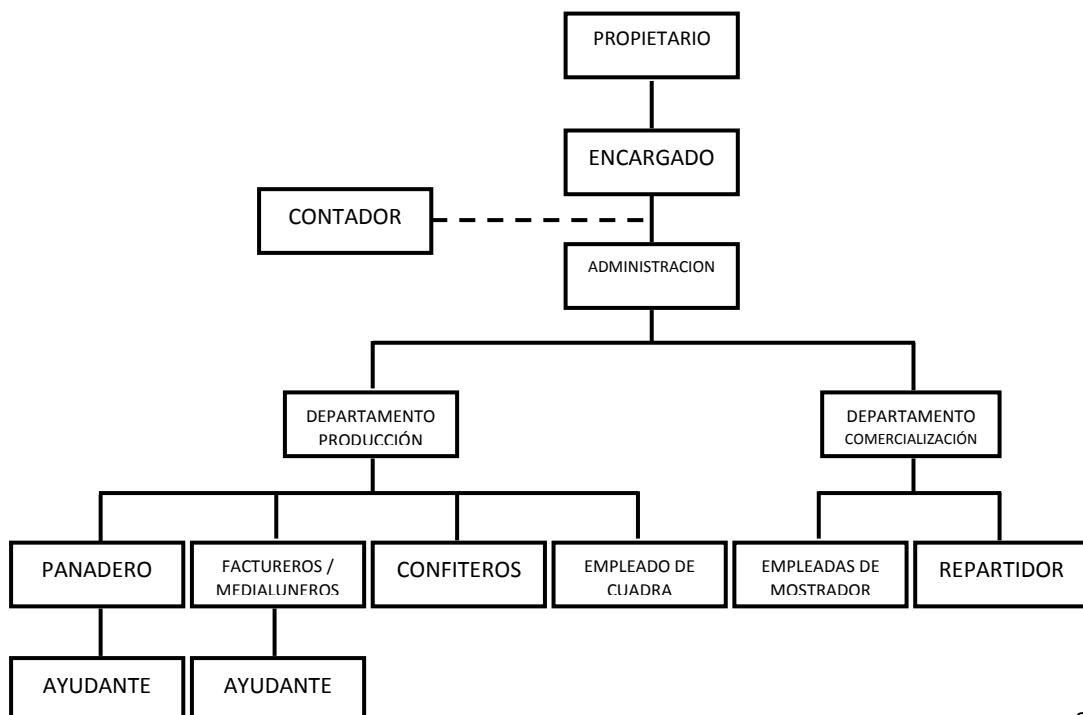 PROPIETARIO
ENCARGADO
CONTADOR
ADMINISTRACION
DEPARTAMENTO
PRODUCCIÓN
DEPARTAMENTO
COMERCIALIZACIÓN
PANADERO
FACTUREROS /
MEDIALUNEROS
CONFITEROS
EMPLEADO DE
CUADRA
EMPLEADAS DE
MOSTRADOR
REPARTIDOR
AYUDANTE
AYUDANTE